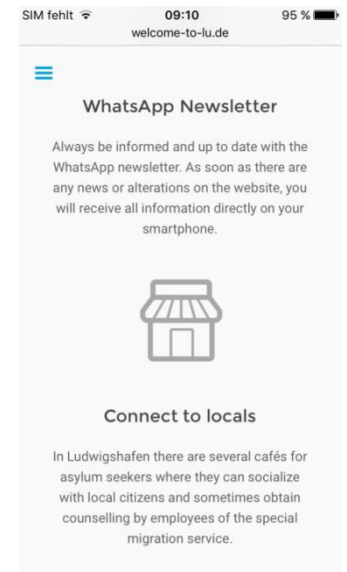 SIM fehlt 09:10 95 %
welcome-to-lu.de
WhatsApp Newsletter
Always be informed and up to date with the
WhatsApp newsletter. As soon as there are
any news or alterations on the website, you
will receive all information directly on your
smartphone.
Connect to locals
In Ludwigshafen there are several cafés for
asylum seekers where they can socialize
with local citizens and sometimes obtain
counselling by employees of the special
migration service.